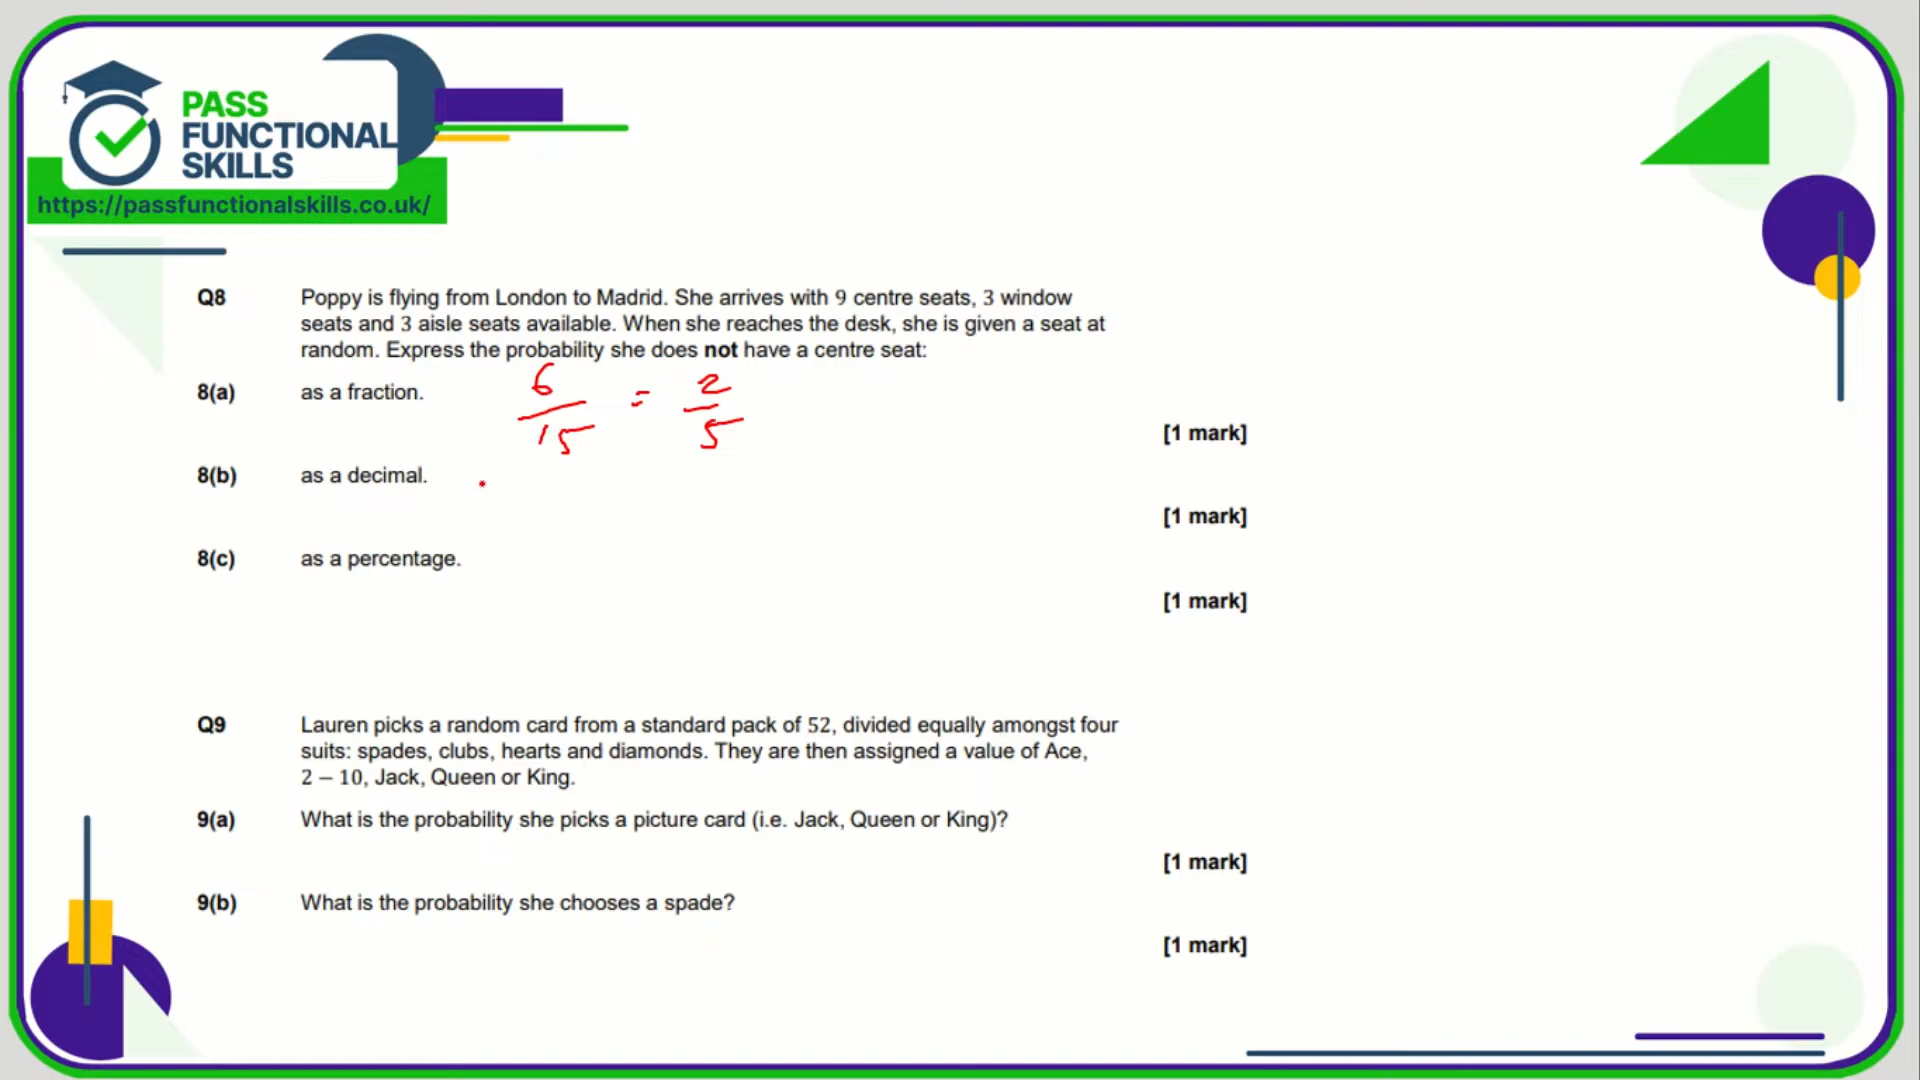 PASS
FUNCTIONAL
SKILLS
https://passfunctionalskills.co.uk/
Q8 Poppy is flying from London to Madrid. She arrives with 9 centre seats, 3 window
seats and 3 aisle seats available. When she reaches the desk, she is given a seat at
random. Express the probability she does not have a centre seat:
8(a) as a fraction. 6/15 = 2/5
[1 mark]
8(b) as a decimal.
[1 mark]
8(c) as a percentage.
[1 mark]
Q9 Lauren picks a random card from a standard pack of 52, divided equally amongst four
suits: spades, clubs, hearts and diamonds. They are then assigned a value of Ace,
2 – 10, Jack, Queen or King.
9(a) What is the probability she picks a picture card (i.e. Jack, Queen or King)?
[1 mark]
9(b) What is the probability she chooses a spade?
[1 mark]